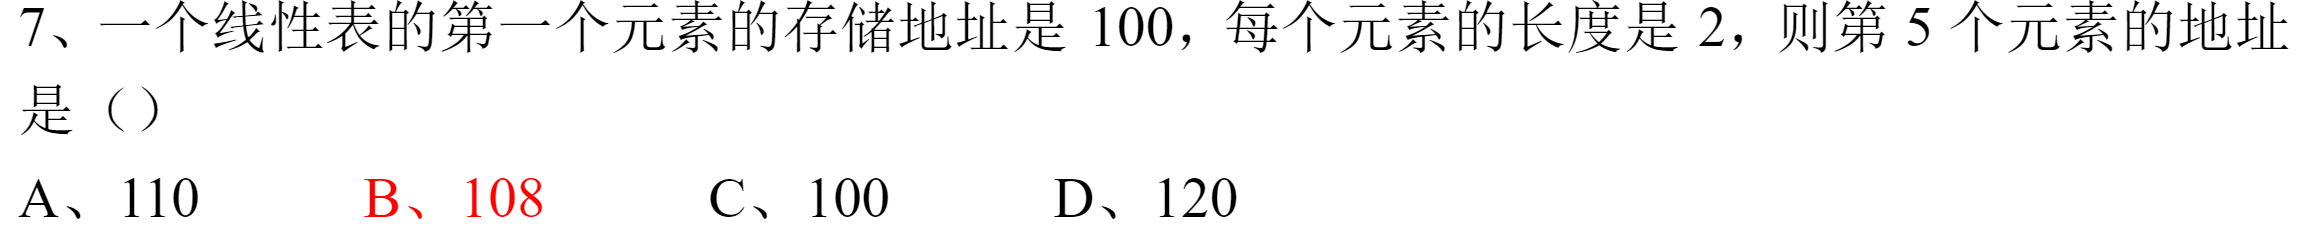 7、一个线性表的第一个元素的存储地址是 100，每个元素的长度是 2，则第 5 个元素的地址
是（）
A、110 B、108 C、100 D、120